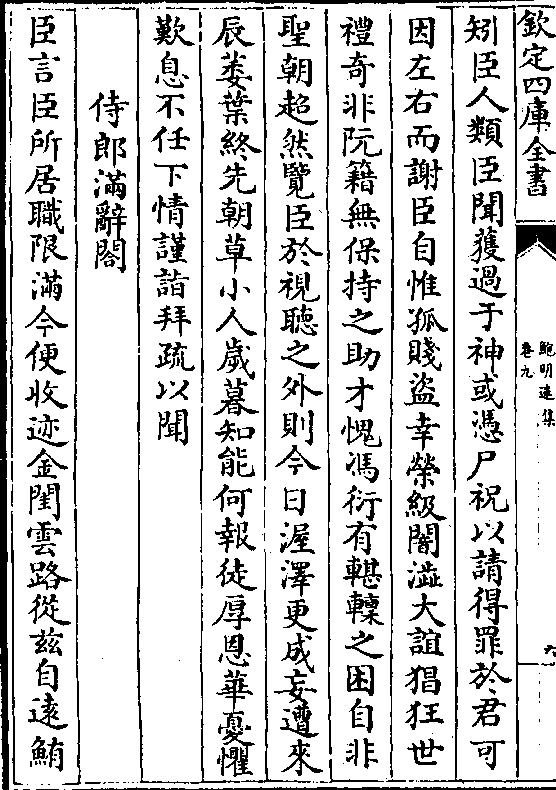 欽定四庫全書
鮑明遠集
卷九
六
矧臣人類臣聞獲過于神或憑尸祝以請得罪於君可
因左右而謝臣自惟孤賤盜幸榮級闇澁大誼猖狂世
禮奇非阮籍無保持之助才愧馮衍有轗軻之困自非
聖朝超然覽臣於視聽之外則今日渥澤更成妄遭來
辰萎葉終先朝草小人歲暮知能何報徒厚恩華憂懼
歎息不任下情謹詣拜疏以聞
侍郎滿辭閤
臣言臣所居職限滿今便收迹金閨雲路從兹自遠鮪